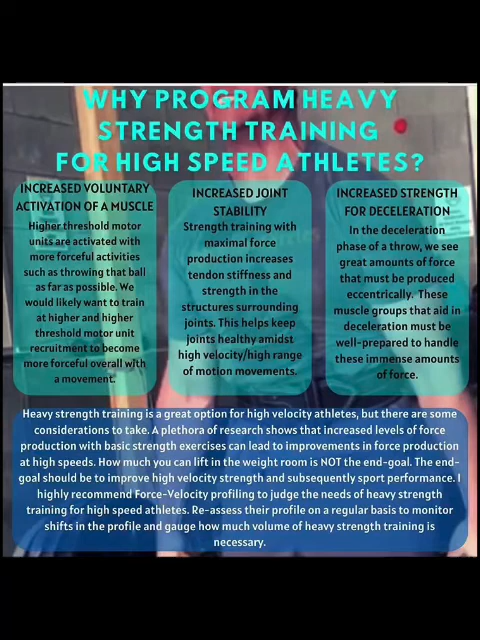 WHY PROGRAM HEAVY
STRENGTH TRAINING
FOR HIGH SPEED ATHLETES?
INCREASED VOLUNTARY
ACTIVATION OF A MUSCLE
Higher threshold motor
units are activated with
more forceful activities
such as throwing that ball
as far as possible. We
would likely want to train
at higher and higher
threshold motor unit
recruitment to become
more forceful overall with
a movement.
INCREASED JOINT
STABILITY
Strength training with
maximal force
production increases
tendon stiffness and
strength in the
structures surrounding
joints. This helps keep
joints healthy amidst
high velocity/high range
of motion movements.
INCREASED STRENGTH
FOR DECELERATION
In the deceleration
phase of a throw, we see
great amounts of force
that must be produced
eccentrically. These
muscle groups that aid in
deceleration must be
well-prepared to handle
these immense amounts
of force.
Heavy strength training is a great option for high velocity athletes, but there are some
considerations to take. A plethora of research shows that increased levels of force
production with basic strength exercises can lead to improvements in force production
at high speeds. How much you can lift in the weight room is NOT the end-goal. The end-
goal should be to improve high velocity strength and subsequently sport performance. I
highly recommend Force-Velocity profiling to judge the needs of heavy strength
training for high speed athletes. Re-assess their profile on a regular basis to monitor
shifts in the profile and gauge how much volume of heavy strength training is
necessary.